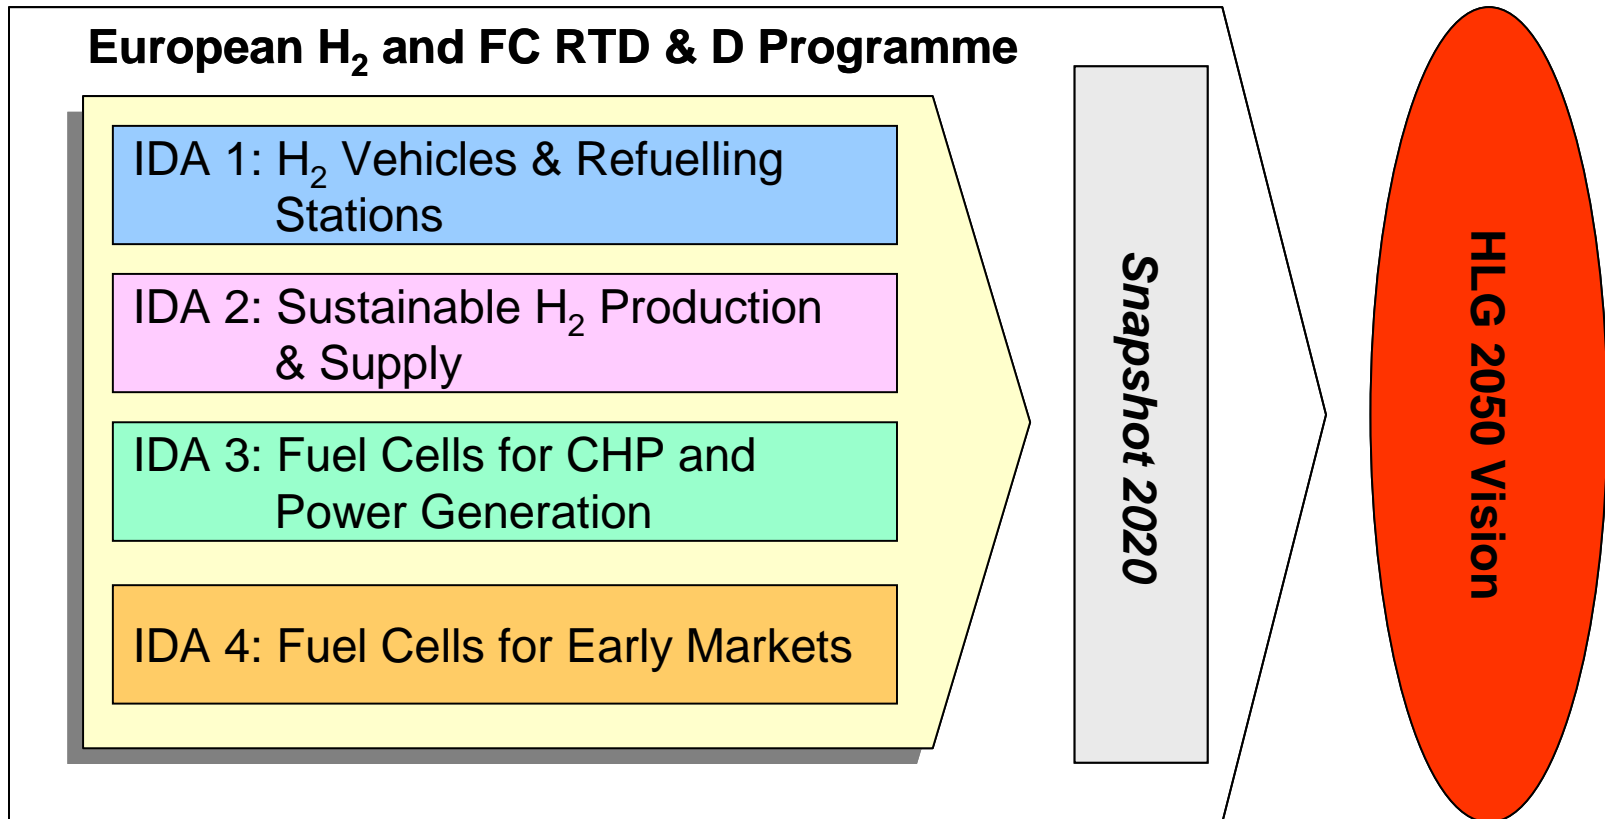 European H₂ and FC RTD & D Programme
IDA 1: H₂ Vehicles & Refuelling
Stations
IDA 2: Sustainable H₂ Production
& Supply
IDA 3: Fuel Cells for CHP and
Power Generation
IDA 4: Fuel Cells for Early Markets
Snapshot 2020
HLG 2050 Vision